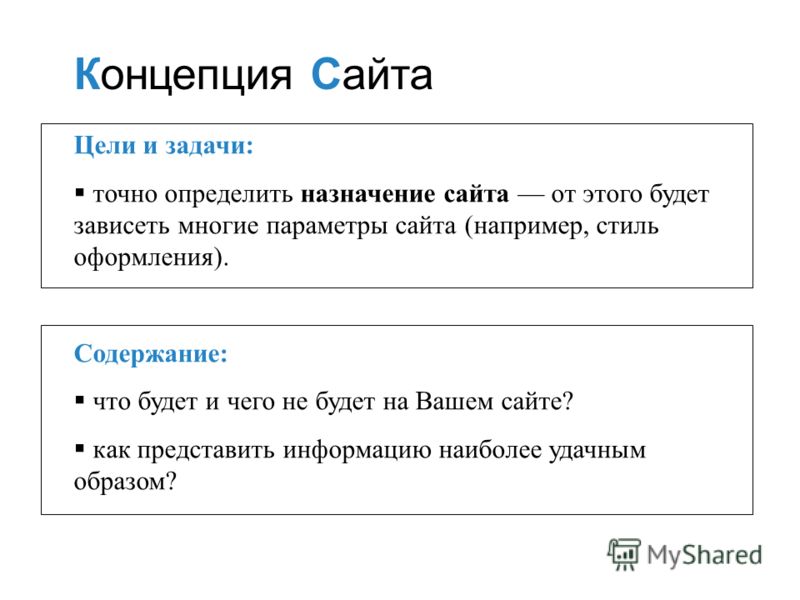 Концепция Сайта
Цели и задачи:
▪ точно определить назначение сайта — от этого будет
зависеть многие параметры сайта (например, стиль
оформления).
Содержание:
▪ что будет и чего не будет на Вашем сайте?
▪ как представить информацию наиболее удачным
образом?
MyShared